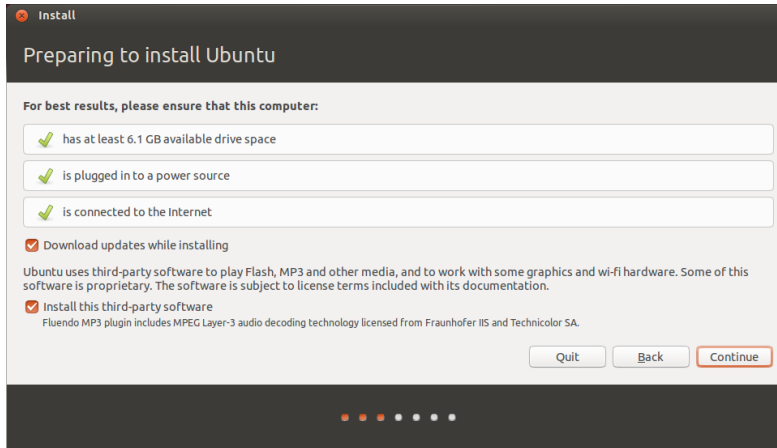 Install
Preparing to install Ubuntu
For best results, please ensure that this computer:
has at least 6.1 GB available drive space
is plugged in to a power source
is connected to the Internet
Download updates while installing
Ubuntu uses third-party software to play Flash, MP3 and other media, and to work with some graphics and wi-fi hardware. Some of this
software is proprietary. The software is subject to license terms included with its documentation.
Install this third-party software
Fluendo MP3 plugin includes MPEG Layer-3 audio decoding technology licensed from Fraunhofer IIS and Technicolor SA.
Quit Back Continue